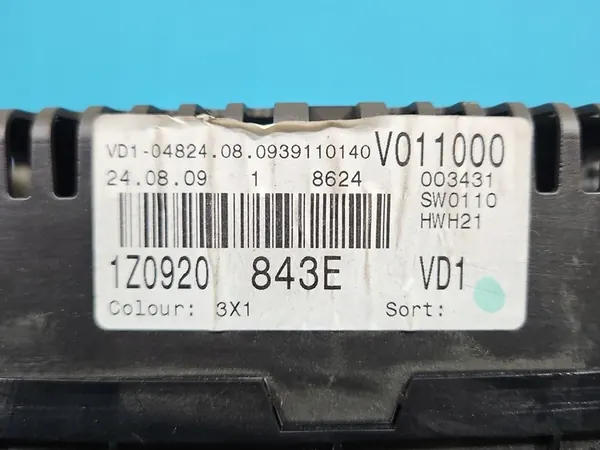 VD1-04824.08.0939110140 V011000
24.08.09 1 8624 003431
SW0110
HWH21
1Z0920 843E VD1
Colour: 3X1 Sort: